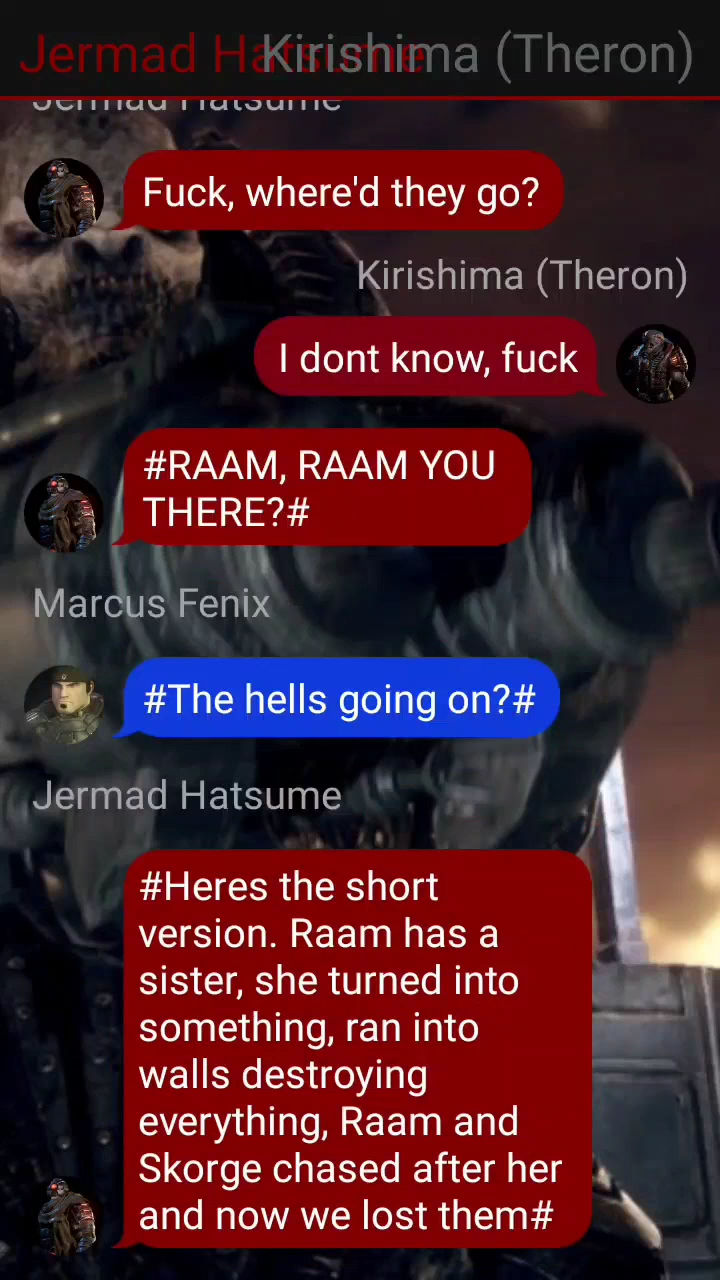 Jermad Hatsume
Kirishima (Theron)
Jermad Hatsume
Fuck, where'd they go?
Kirishima (Theron)
I dont know, fuck
#RAAM, RAAM YOU
THERE?#
Marcus Fenix
#The hells going on?#
Jermad Hatsume
#Heres the short
version. Raam has a
sister, she turned into
something, ran into
walls destroying
everything, Raam and
Skorge chased after her
and now we lost them#